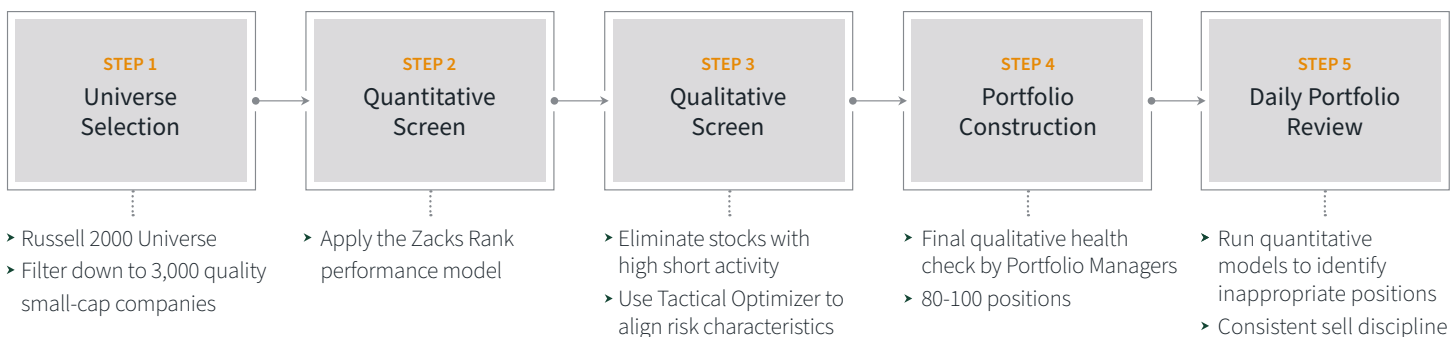 STEP 1
Universe
Selection
Russell 2000 Universe
Filter down to 3,000 quality
small-cap companies
STEP 2
Quantitative
Screen
Apply the Zacks Rank
performance model
STEP 3
Qualitative
Screen
Eliminate stocks with
high short activity
Use Tactical Optimizer to
align risk characteristics
STEP 4
Portfolio
Construction
Final qualitative health
check by Portfolio Managers
80-100 positions
STEP 5
Daily Portfolio
Review
Run quantitative
models to identify
inappropriate positions
Consistent sell discipline